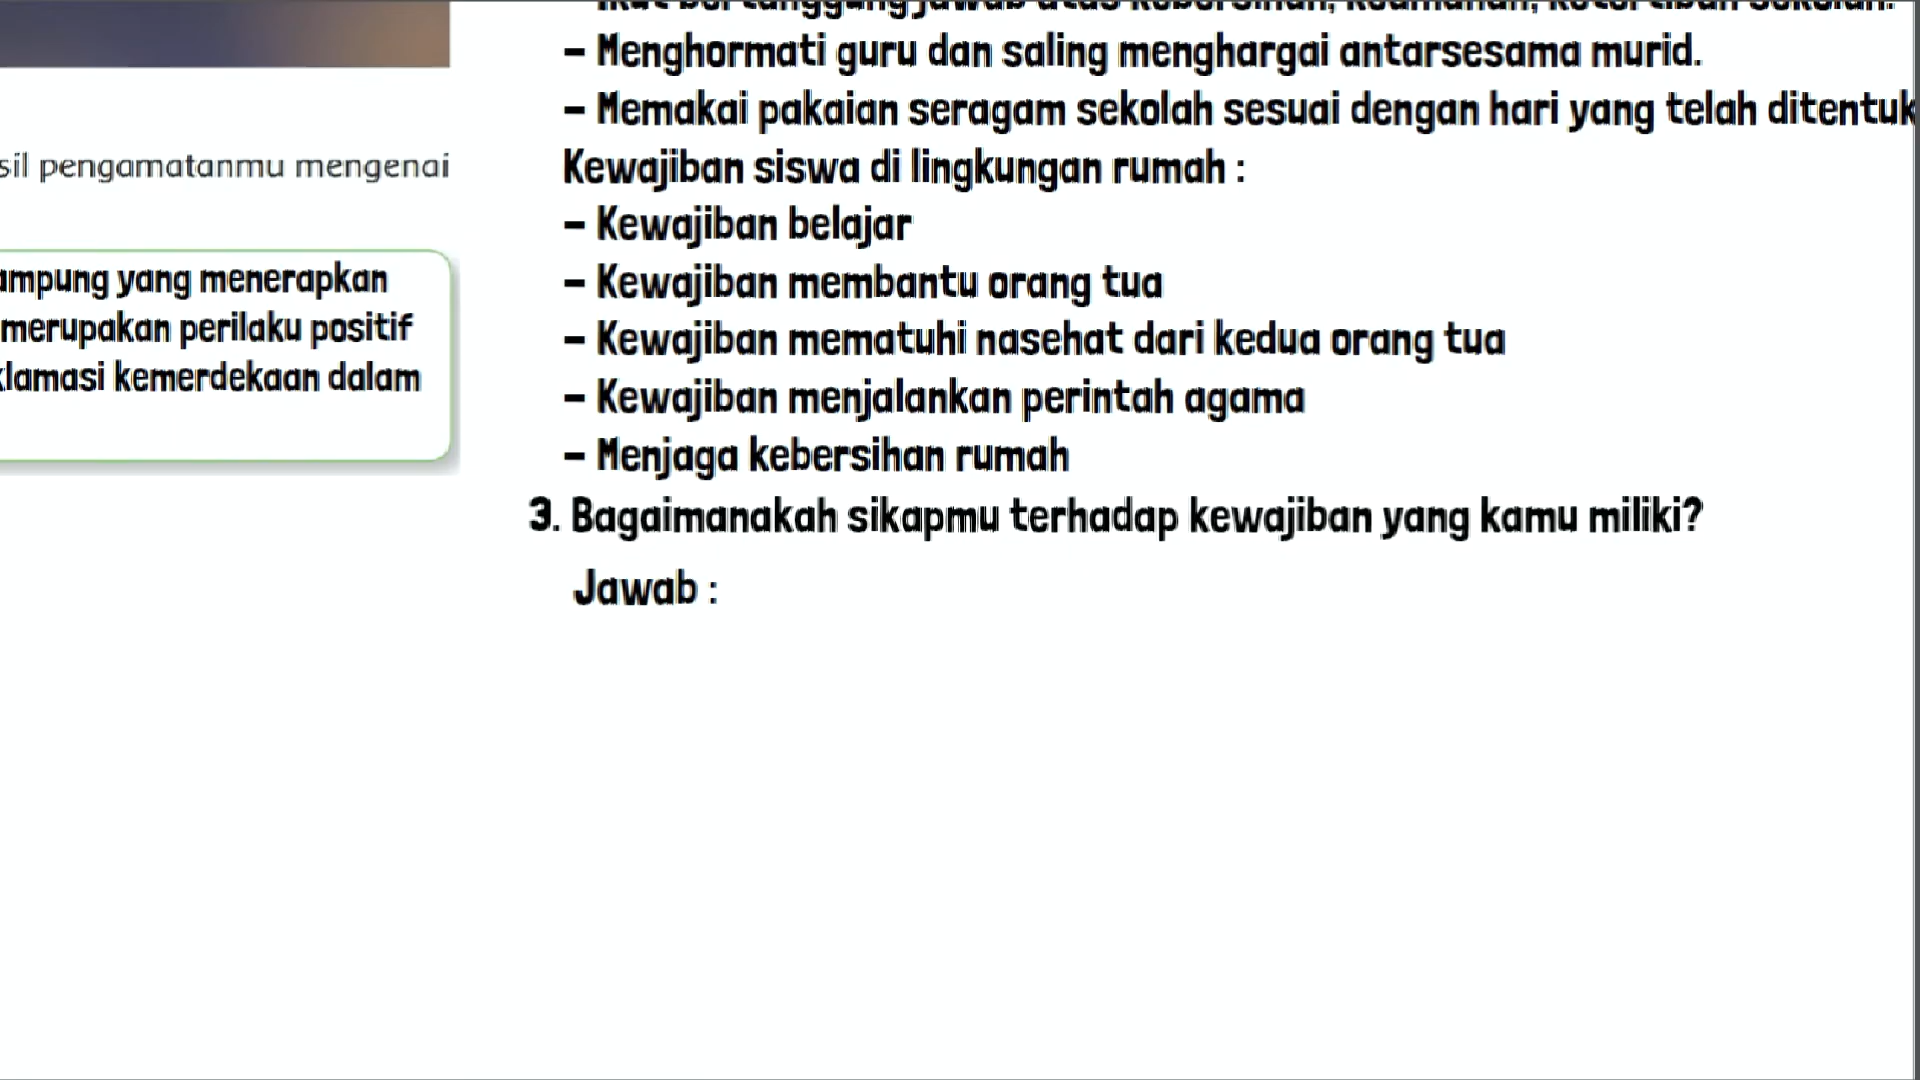 sil pengamatanmu mengenai
ampung yang menerapkan
merupakan perilaku positif
klamasi kemerdekaan dalam
- Menghormati guru dan saling menghargai antarsesama murid.
- Memakai pakaian seragam sekolah sesuai dengan hari yang telah ditentuk
Kewajiban siswa di lingkungan rumah :
- Kewajiban belajar
- Kewajiban membantu orang tua
- Kewajiban mematuhi nasehat dari kedua orang tua
- Kewajiban menjalankan perintah agama
- Menjaga kebersihan rumah
3. Bagaimanakah sikapmu terhadap kewajiban yang kamu miliki?
Jawab :